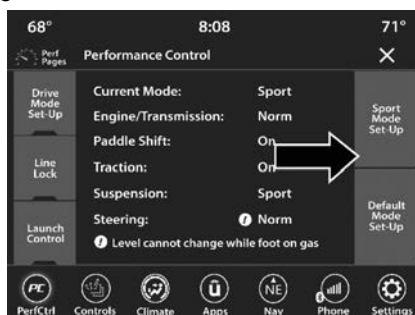 68°
8:08
71°
Perf
Pages
Performance Control
X
Drive
Mode
Set-Up
Line
Lock
Launch
Control
Current Mode: Sport
Engine/Transmission: Norm
Paddle Shift: On
Traction: On
Suspension: Sport
Steering: ! Norm
! Level cannot change while foot on gas
Sport
Mode
Set-Up
Default
Mode
Set-Up
PC
PerfCtrl
Controls
Climate
ū
Apps
NE
Nav
Phone
Settings